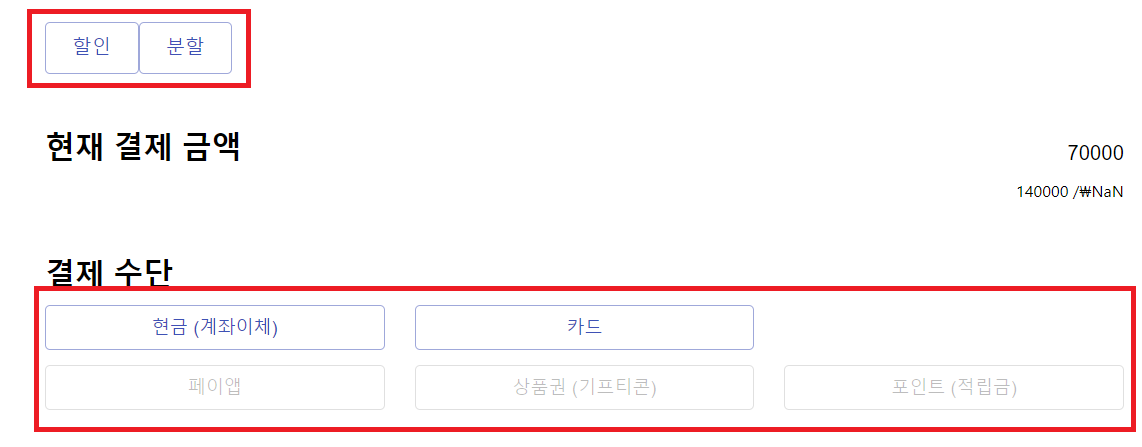 할인 분할
현재 결제 금액 70000
140000 /₩NaN
결제 수단
현금 (계좌이체) 카드
페이앱 상품권 (기프티콘) 포인트 (적립금)